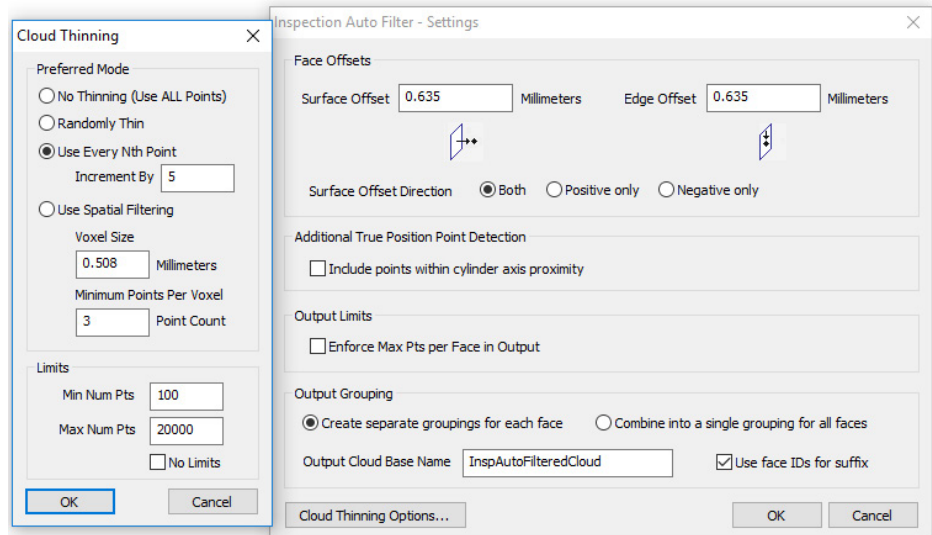 Cloud Thinning
Preferred Mode
No Thinning (Use ALL Points)
Randomly Thin
Use Every Nth Point
Increment By 5
Use Spatial Filtering
Voxel Size
0.508 Millimeters
Minimum Points Per Voxel
3 Point Count
Limits
Min Num Pts 100
Max Num Pts 20000
No Limits
OK Cancel
Inspection Auto Filter - Settings
Face Offsets
Surface Offset 0.635 Millimeters Edge Offset 0.635 Millimeters
Surface Offset Direction Both Positive only Negative only
Additional True Position Point Detection
Include points within cylinder axis proximity
Output Limits
Enforce Max Pts per Face in Output
Output Grouping
Create separate groupings for each face Combine into a single grouping for all faces
Output Cloud Base Name InspAutoFilteredCloud Use face IDs for suffix
Cloud Thinning Options... OK Cancel